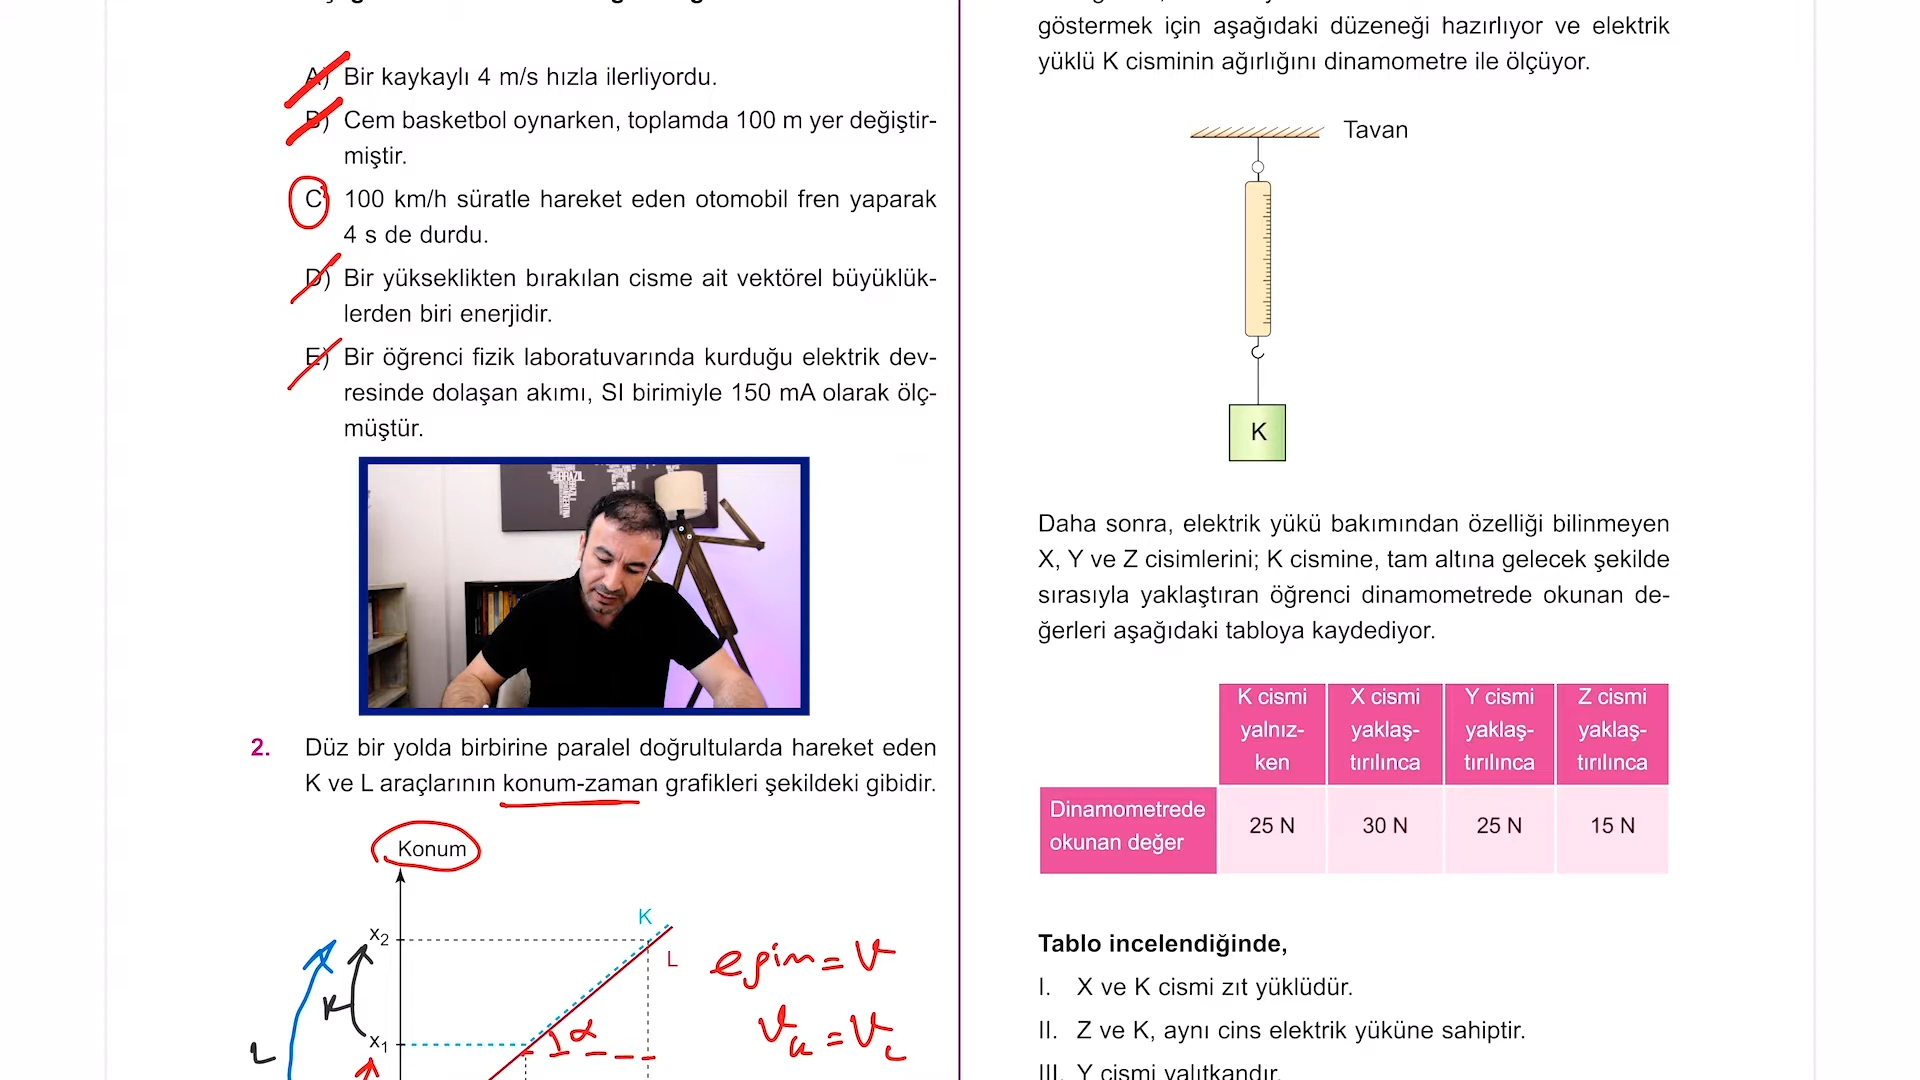 A) Bir kaykaylı 4 m/s hızla ilerliyordu.
B) Cem basketbol oynarken, toplamda 100 m yer değiştir-
miştir.
C) 100 km/h süratle hareket eden otomobil fren yaparak
4 s de durdu.
D) Bir yükseklikten bırakılan cisme ait vektörel büyüklük-
lerden biri enerjidir.
E) Bir öğrenci fizik laboratuvarında kurduğu elektrik dev-
resinde dolaşan akımı, SI birimiyle 150 mA olarak ölç-
müştür.
BRAZIL
2. Düz bir yolda birbirine paralel doğrultularda hareket eden
K ve L araçlarının konum-zaman grafikleri şekildeki gibidir.
Konum
K
x2
L
eğim = V
K
α
Vk = VL
x1
L
göstermek için aşağıdaki düzeneği hazırlıyor ve elektrik
yüklü K cisminin ağırlığını dinamometre ile ölçüyor.
Tavan
K
Daha sonra, elektrik yükü bakımından özelliği bilinmeyen
X, Y ve Z cisimlerini; K cismine, tam altına gelecek şekilde
sırasıyla yaklaştıran öğrenci dinamometrede okunan de-
ğerleri aşağıdaki tabloya kaydediyor.
K cismi X cismi Y cismi Z cismi
yalnız- yaklaş- yaklaş- yaklaş-
ken tırılınca tırılınca tırılınca
Dinamometrede
okunan değer
25 N 30 N 25 N 15 N
Tablo incelendiğinde,
I. X ve K cismi zıt yüklüdür.
II. Z ve K, aynı cins elektrik yüküne sahiptir.
III. Y cismi yalıtkandır.